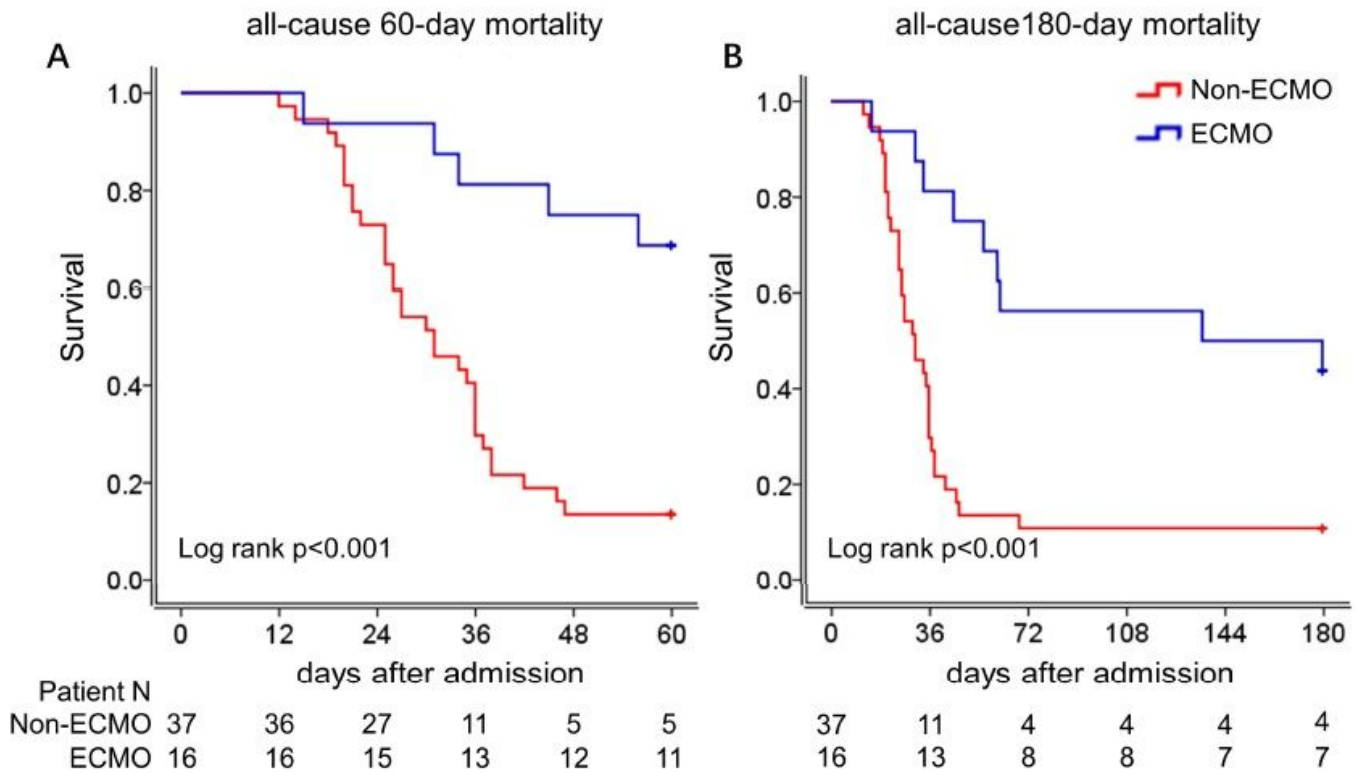 all-cause 60-day mortality
A
1.0
0.8
0.6
0.4
0.2
0.0
Survival
Log rank p<0.001
0 12 24 36 48 60
days after admission
all-cause180-day mortality
B
Non-ECMO
ECMO
1.0
0.8
0.6
0.4
0.2
0.0
Survival
Log rank p<0.001
0 36 72 108 144 180
days after admission
Patient N
Non-ECMO 37 36 27 11 5 5 37 11 4 4 4 4
ECMO 16 16 15 13 12 11 16 13 8 8 7 7